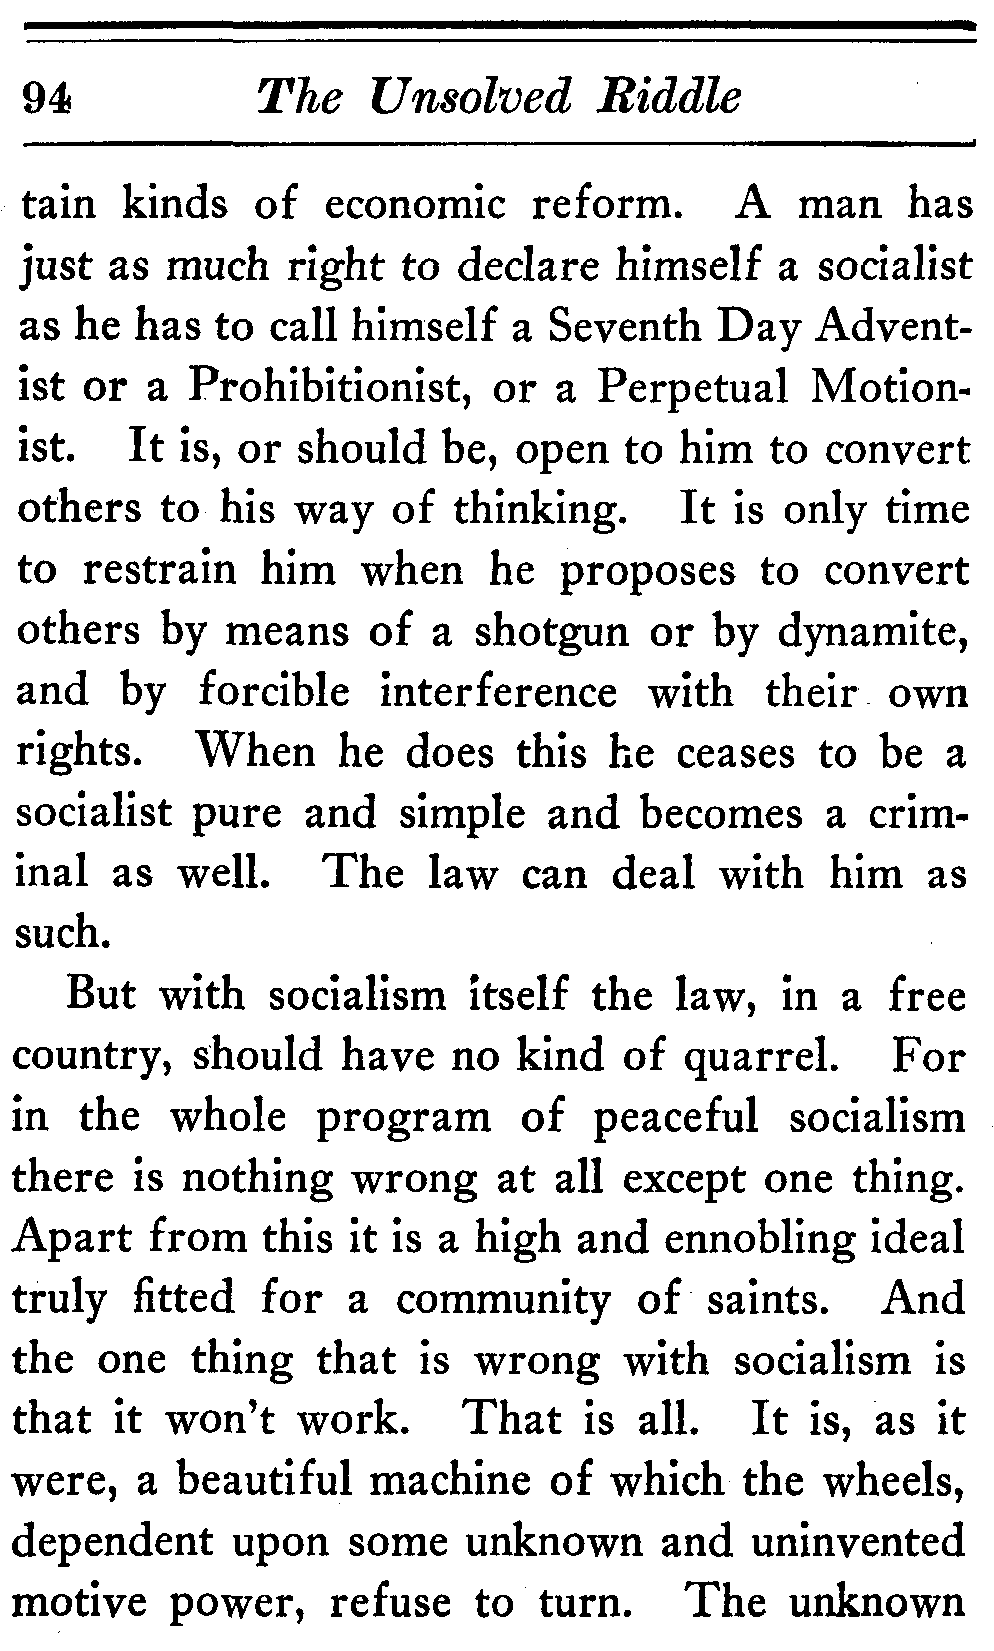 94 The Unsolved Riddle
tain kinds of economic reform. A man has
just as much right to declare himself a socialist
as he has to call himself a Seventh Day Advent-
ist or a Prohibitionist, or a Perpetual Motion-
ist. It is, or should be, open to him to convert
others to his way of thinking. It is only time
to restrain him when he proposes to convert
others by means of a shotgun or by dynamite,
and by forcible interference with their own
rights. When he does this he ceases to be a
socialist pure and simple and becomes a crim-
inal as well. The law can deal with him as
such.
But with socialism itself the law, in a free
country, should have no kind of quarrel. For
in the whole program of peaceful socialism
there is nothing wrong at all except one thing.
Apart from this it is a high and ennobling ideal
truly fitted for a community of saints. And
the one thing that is wrong with socialism is
that it won't work. That is all. It is, as it
were, a beautiful machine of which the wheels,
dependent upon some unknown and uninvented
motive power, refuse to turn. The unknown